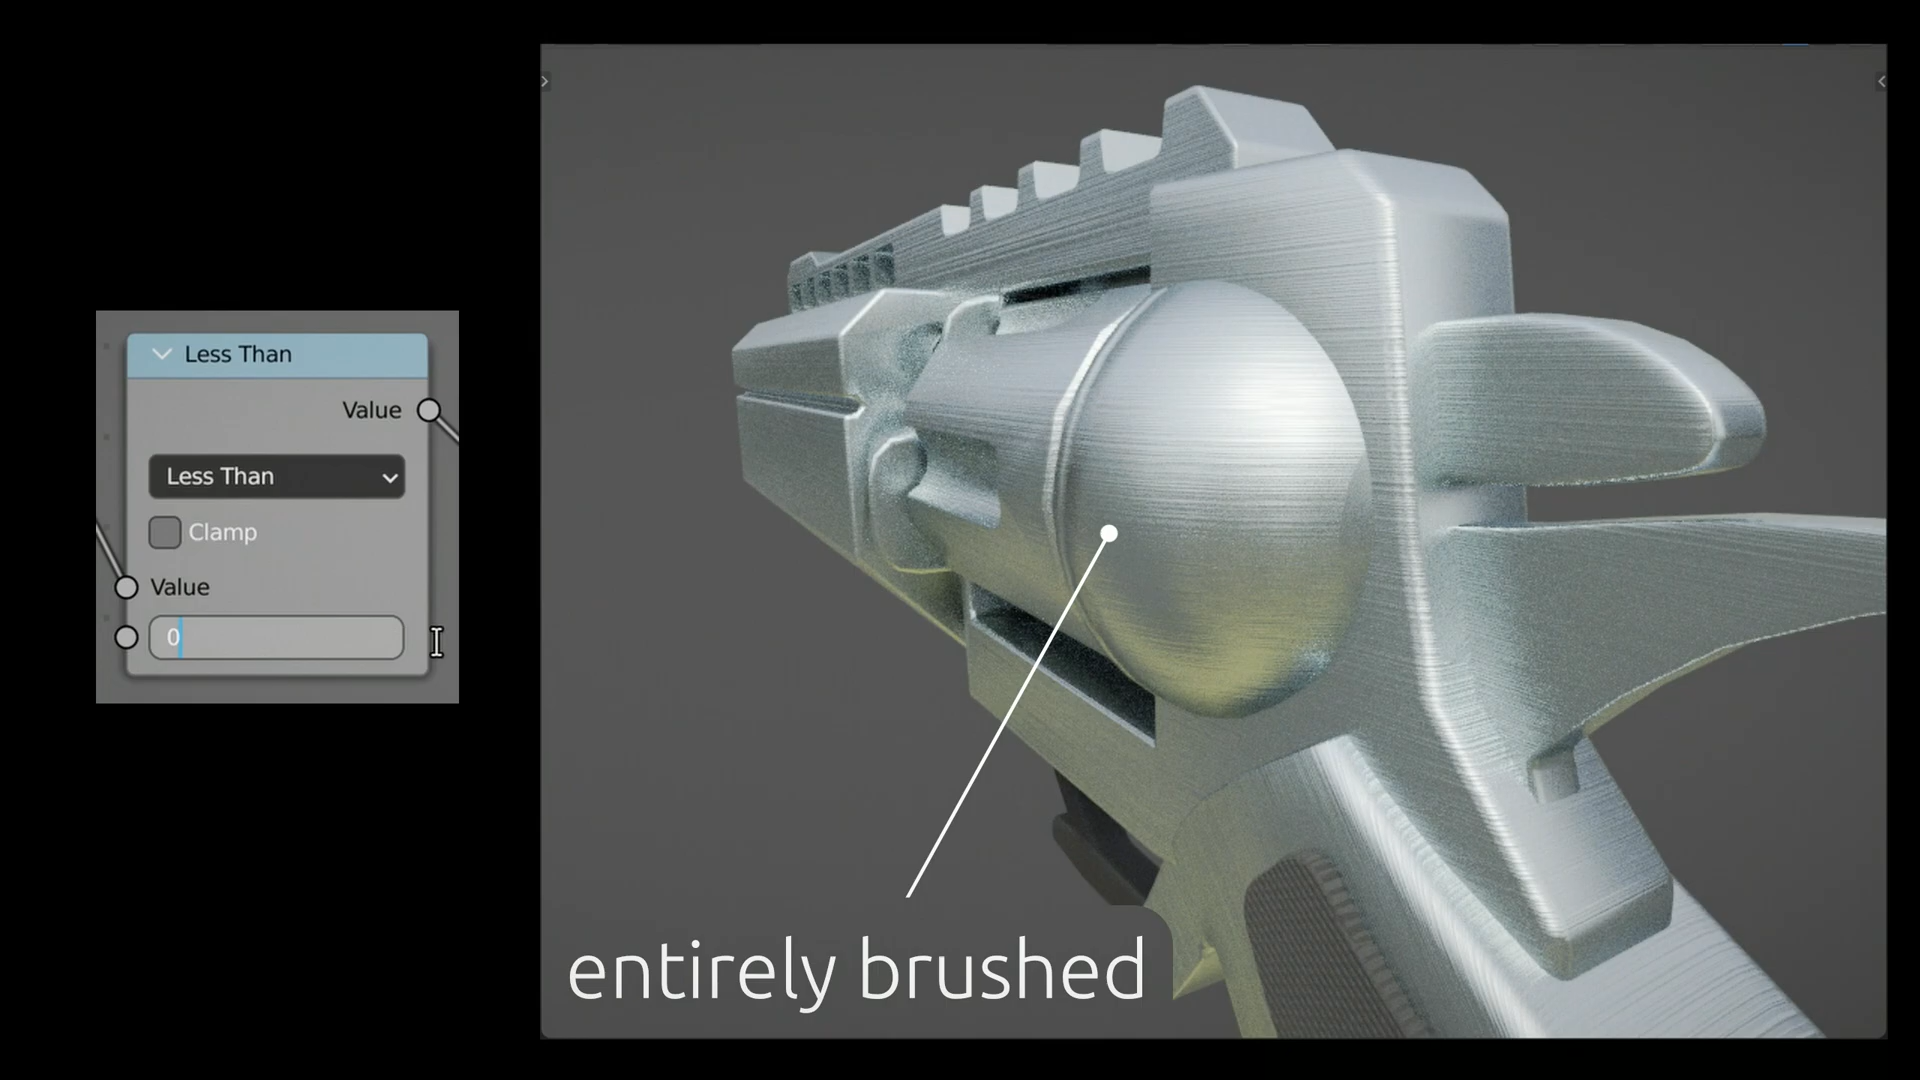 Less Than
Value
Less Than
Clamp
Value
0
entirely brushed